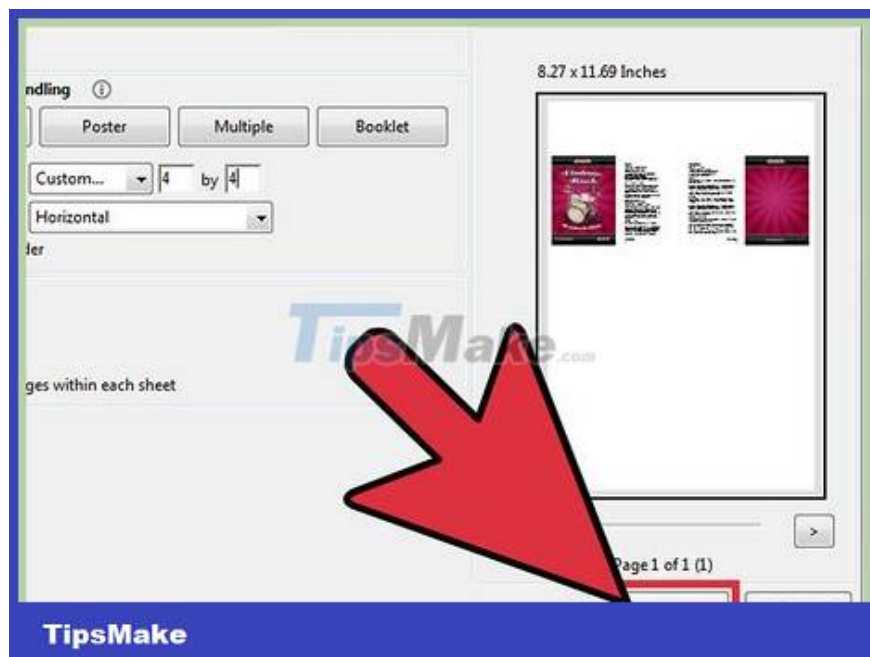 8.27 x 11.69 Inches
ndling
Poster Multiple Booklet
Custom... 4 by 4
Horizontal
der
TipsMake.com
ges within each sheet
>
Page 1 of 1 (1)
TipsMake